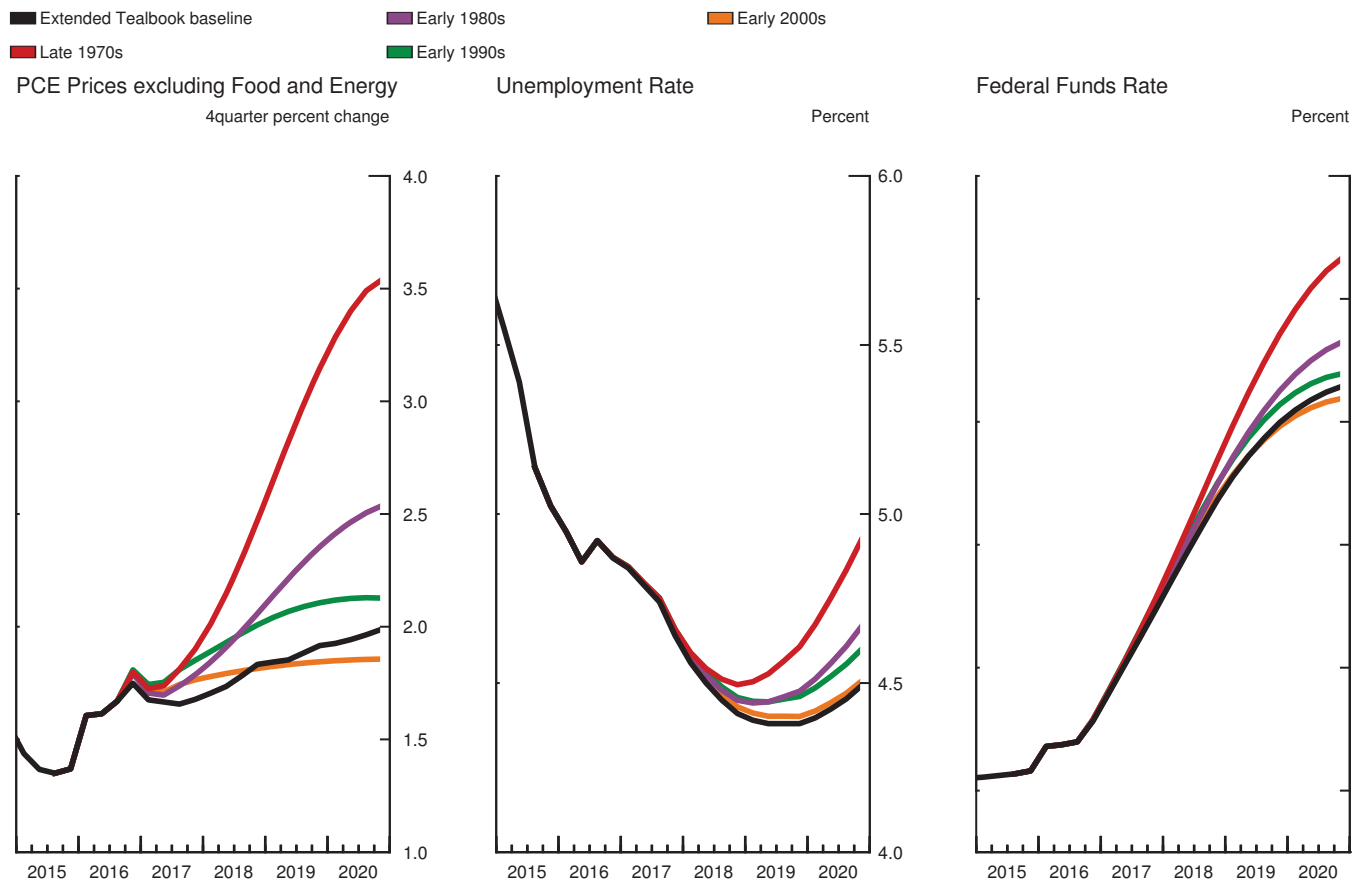 Extended Tealbook baseline
Early 1980s
Early 2000s
Late 1970s
Early 1990s
PCE Prices excluding Food and Energy
4quarter percent change
4.0
3.5
3.0
2.5
2.0
1.5
1.0
2015 2016 2017 2018 2019 2020
Unemployment Rate
Percent
6.0
5.5
5.0
4.5
4.0
2015 2016 2017 2018 2019 2020
Federal Funds Rate
Percent
2015 2016 2017 2018 2019 2020